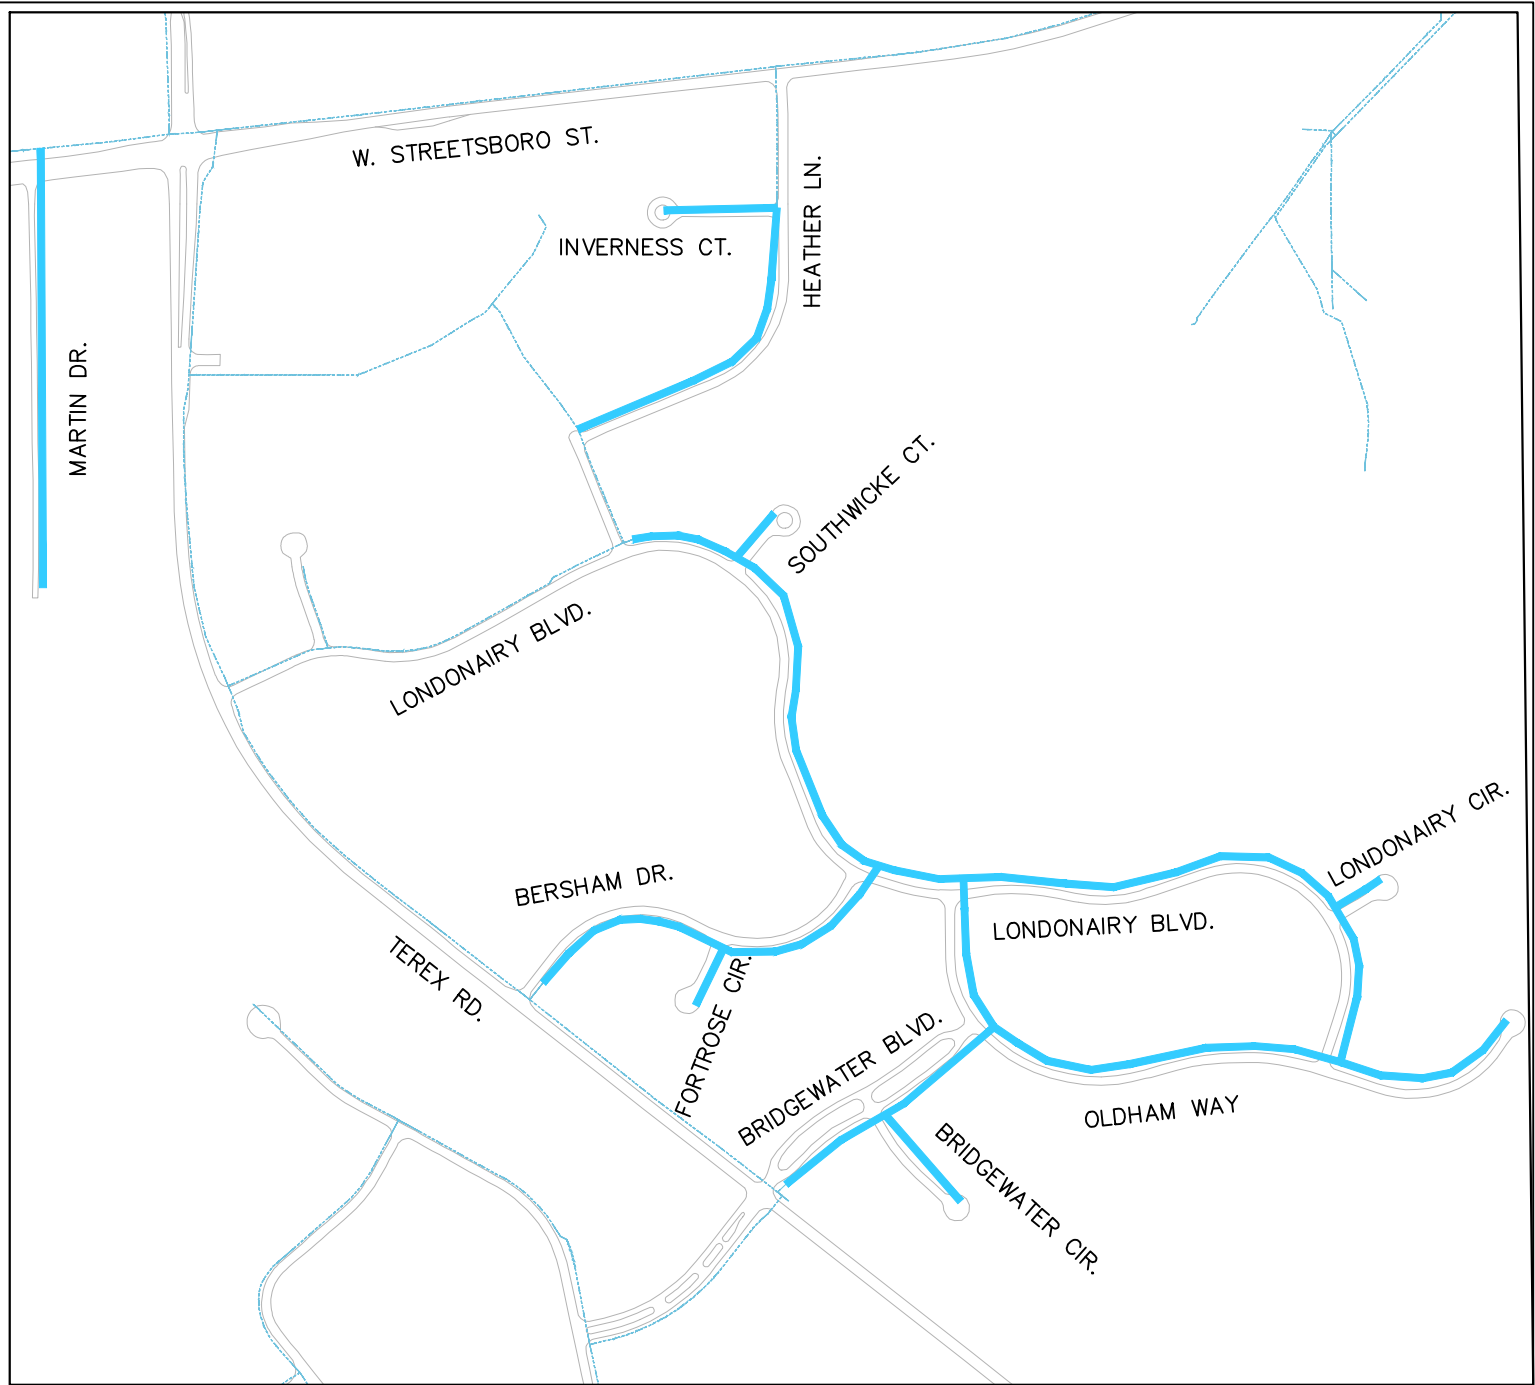 W. STREETSBORO ST.
HEATHER LN.
INVERNESS CT.
MARTIN DR.
SOUTHWICKE CT.
LONDONAIRY BLVD.
LONDONAIRY CIR.
BERSHAM DR.
LONDONAIRY BLVD.
TEREX RD.
FORTROSE CIR.
BRIDGEWATER BLVD.
OLDHAM WAY
BRIDGEWATER CIR.